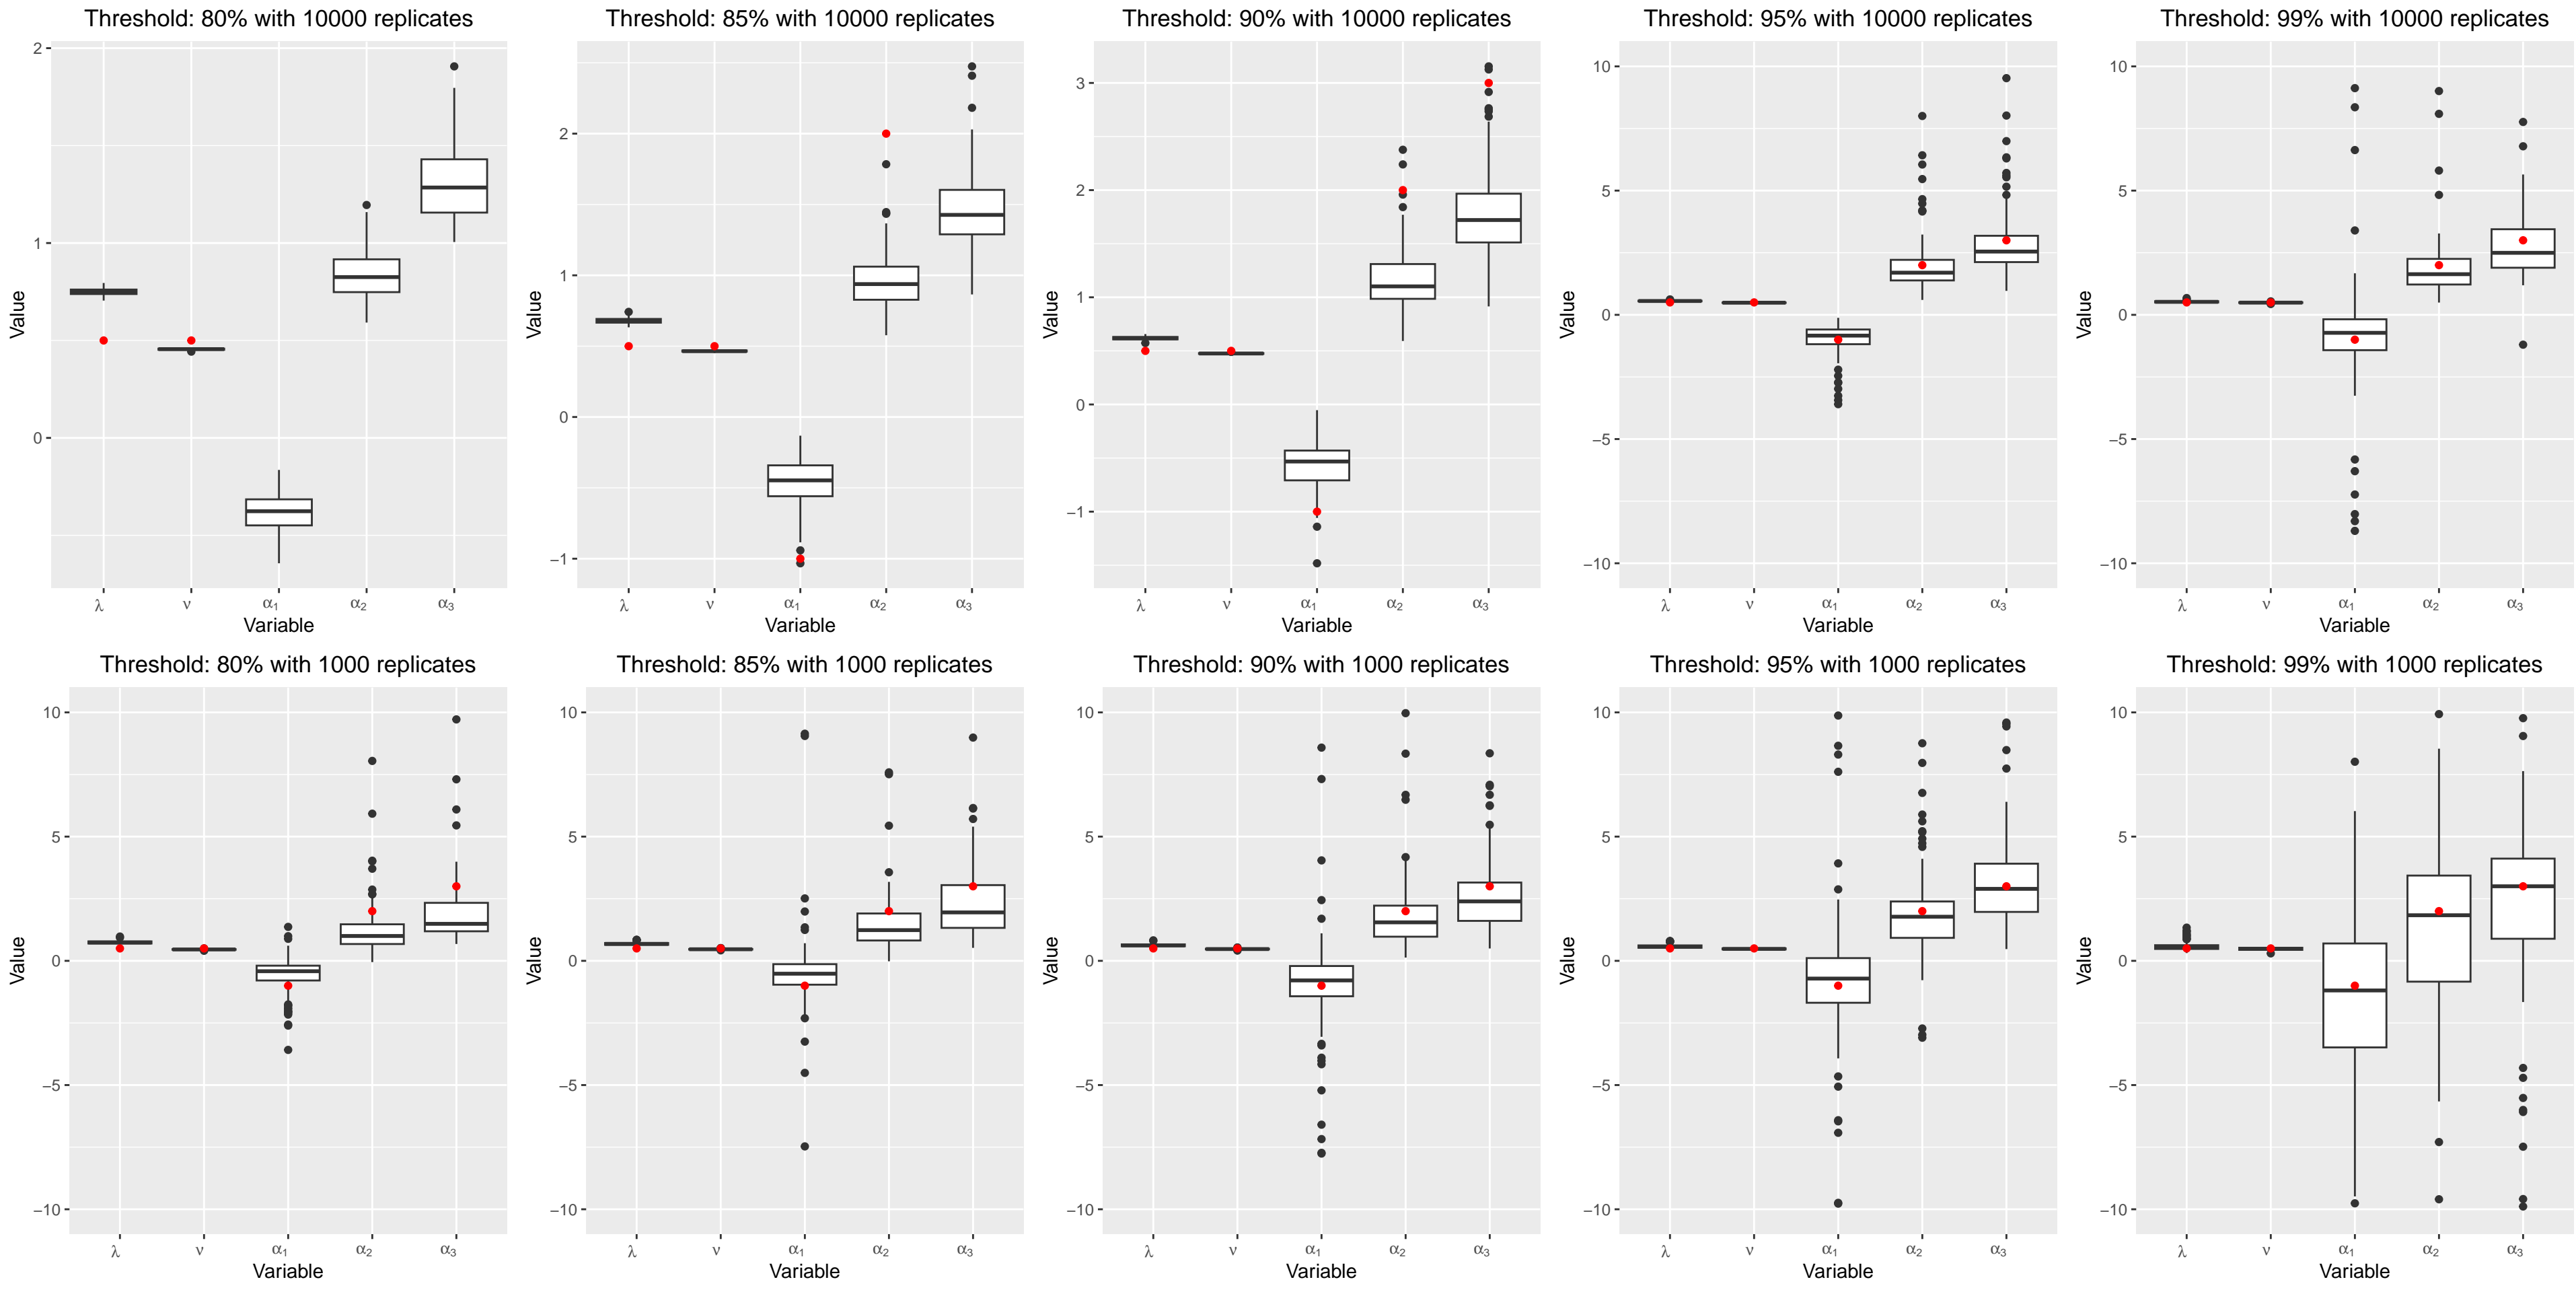 Threshold: 80% with 10000 replicates
Value
2
1
0
λ ν α₁ α₂ α₃
Variable
Threshold: 85% with 10000 replicates
Value
2
1
0
−1
λ ν α₁ α₂ α₃
Variable
Threshold: 90% with 10000 replicates
Value
3
2
1
0
−1
λ ν α₁ α₂ α₃
Variable
Threshold: 95% with 10000 replicates
Value
10
5
0
−5
−10
λ ν α₁ α₂ α₃
Variable
Threshold: 99% with 10000 replicates
Value
10
5
0
−5
−10
λ ν α₁ α₂ α₃
Variable
Threshold: 80% with 1000 replicates
Value
10
5
0
−5
−10
λ ν α₁ α₂ α₃
Variable
Threshold: 85% with 1000 replicates
Value
10
5
0
−5
−10
λ ν α₁ α₂ α₃
Variable
Threshold: 90% with 1000 replicates
Value
10
5
0
−5
−10
λ ν α₁ α₂ α₃
Variable
Threshold: 95% with 1000 replicates
Value
10
5
0
−5
−10
λ ν α₁ α₂ α₃
Variable
Threshold: 99% with 1000 replicates
Value
10
5
0
−5
−10
λ ν α₁ α₂ α₃
Variable